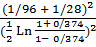 (1/96 + 1/28)²
(½ Ln 1+ 0/374 / 1− 0/374)²